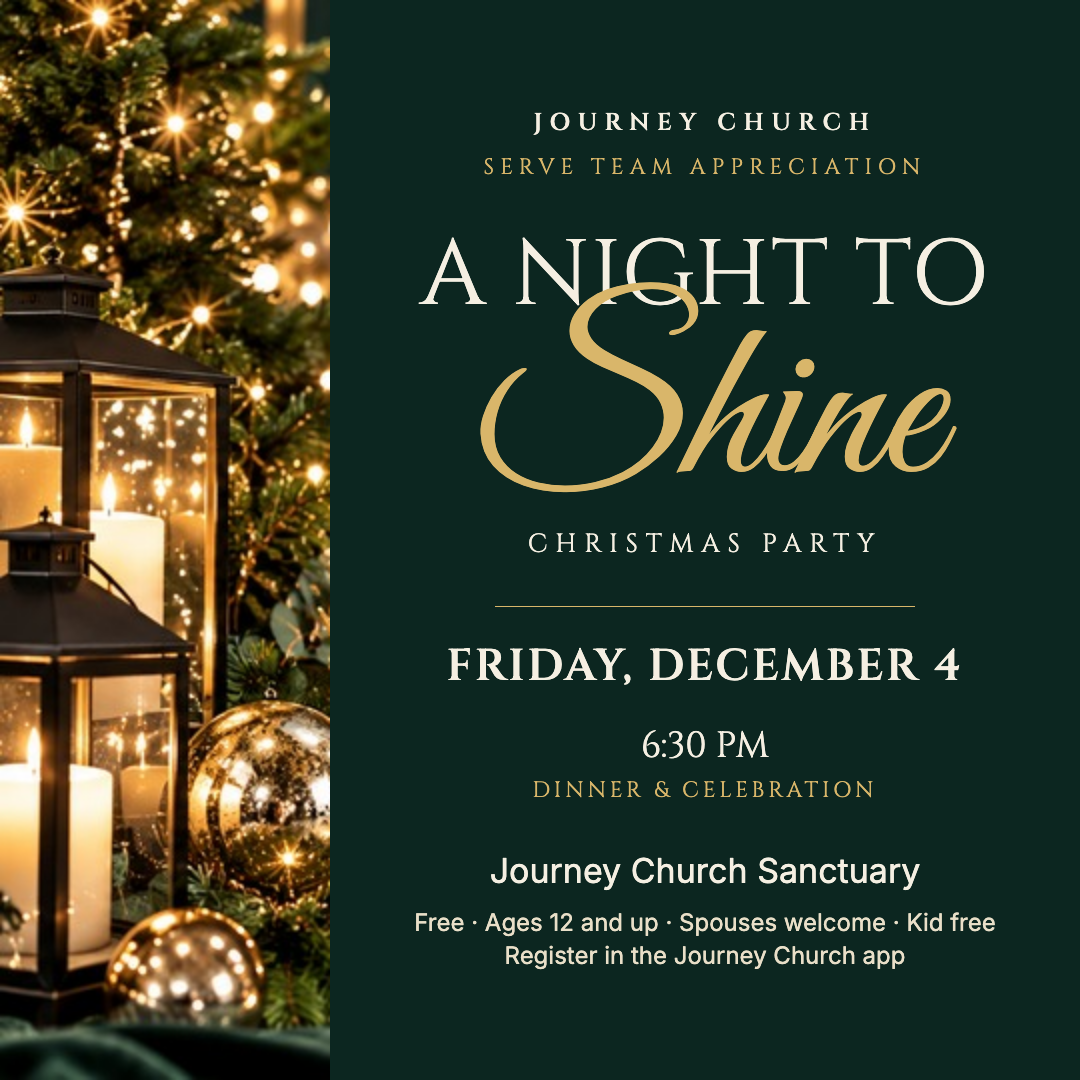 JOURNEY CHURCH
SERVE TEAM APPRECIATION
A NIGHT TO
Shine
CHRISTMAS PARTY
FRIDAY, DECEMBER 4
6:30 PM
DINNER & CELEBRATION
Journey Church Sanctuary
Free · Ages 12 and up · Spouses welcome · Kid free
Register in the Journey Church app